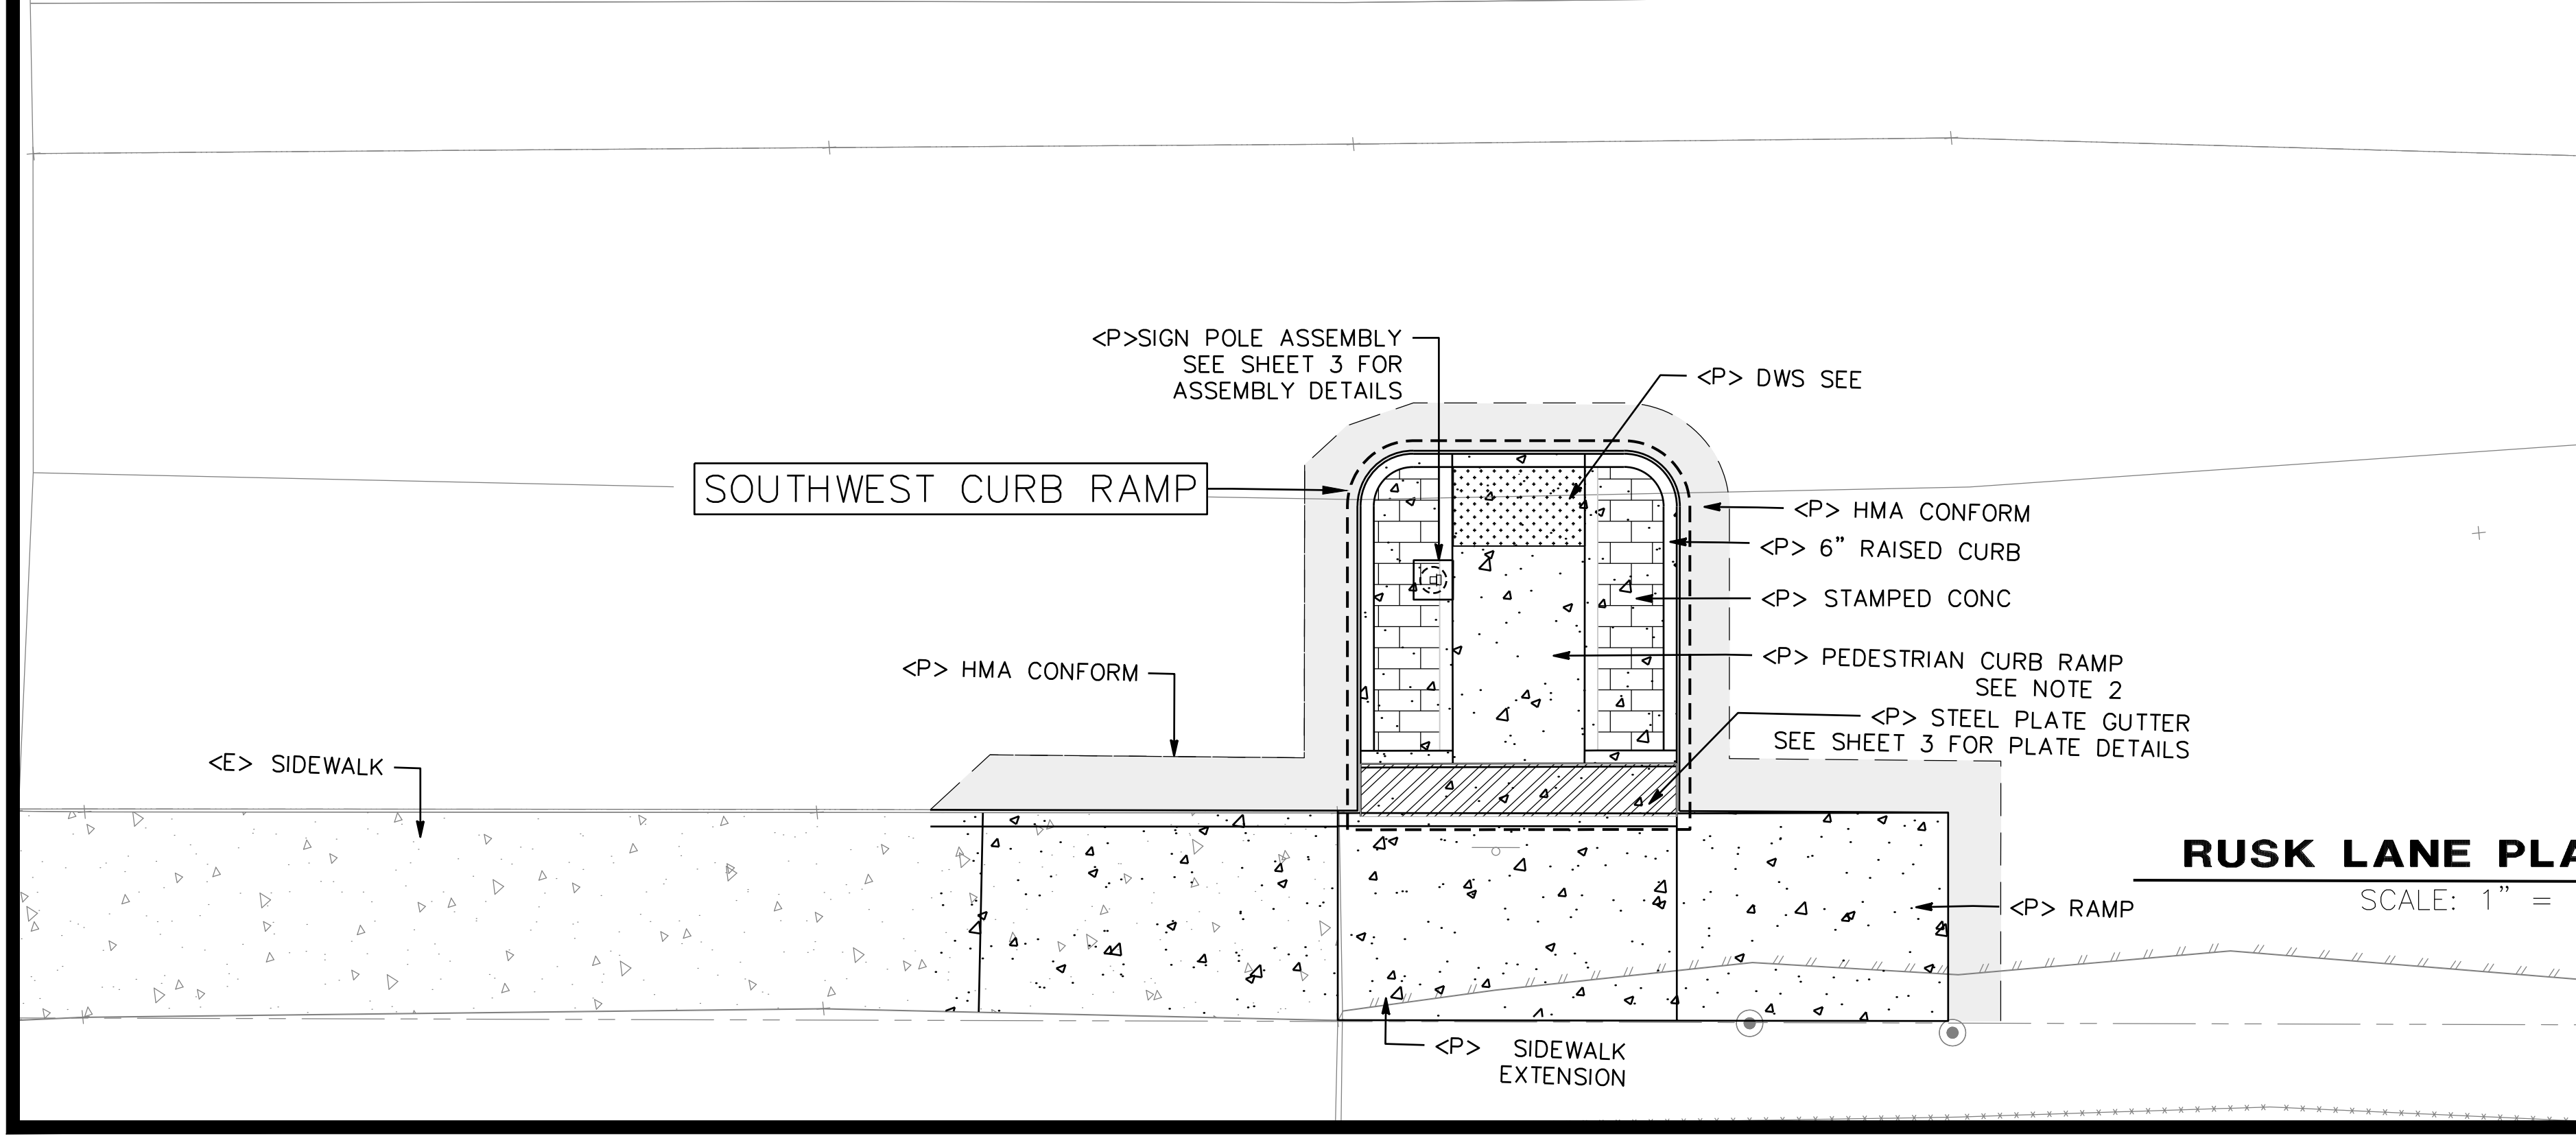 <P>SIGN POLE ASSEMBLY
SEE SHEET 3 FOR
ASSEMBLY DETAILS
<P> DWS SEE
SOUTHWEST CURB RAMP
<P> HMA CONFORM
<P> 6” RAISED CURB
<P> STAMPED CONC
<P> PEDESTRIAN CURB RAMP
SEE NOTE 2
<P> HMA CONFORM
<P> STEEL PLATE GUTTER
SEE SHEET 3 FOR PLATE DETAILS
<E> SIDEWALK
RUSK LANE PLA
SCALE: 1” =
<P> RAMP
<P> SIDEWALK
EXTENSION